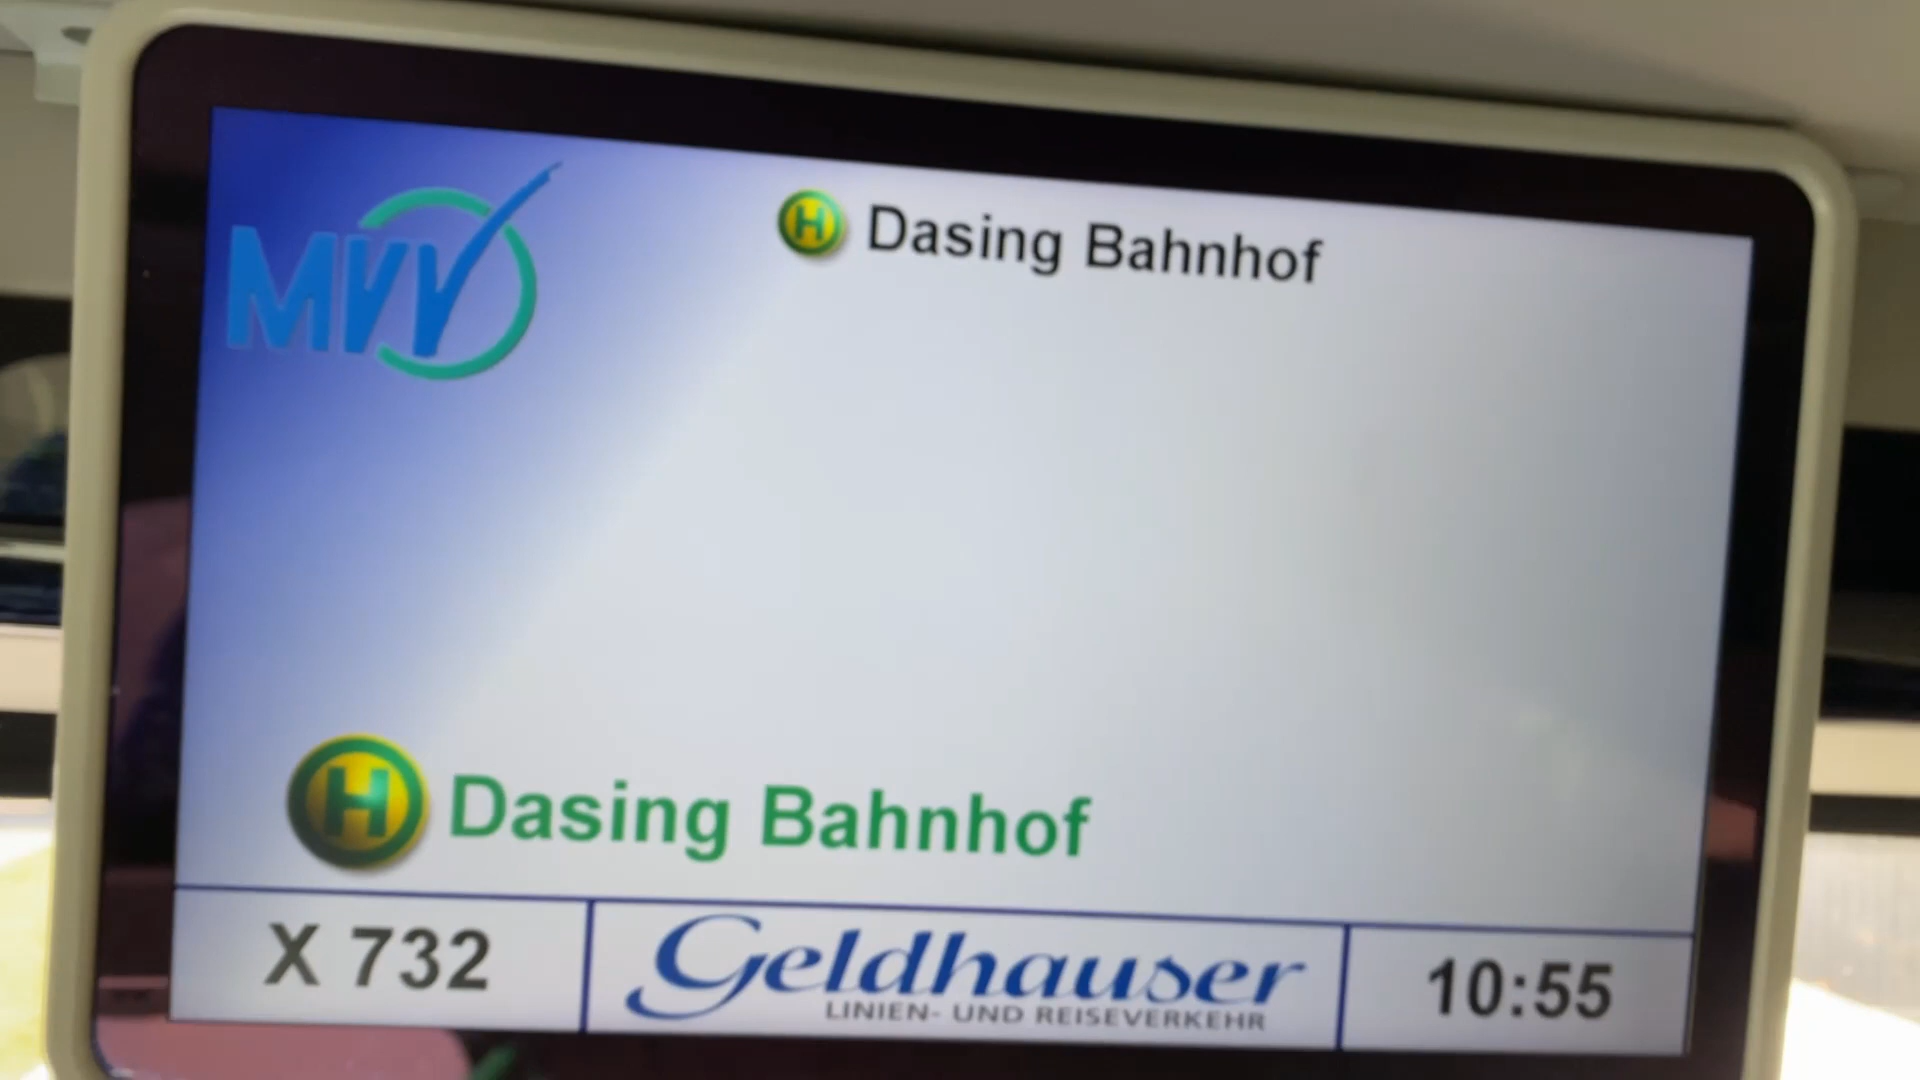 MVV
H Dasing Bahnhof
H Dasing Bahnhof
X 732
Geldhauser
LINIEN- UND REISEVERKEHR
10:55